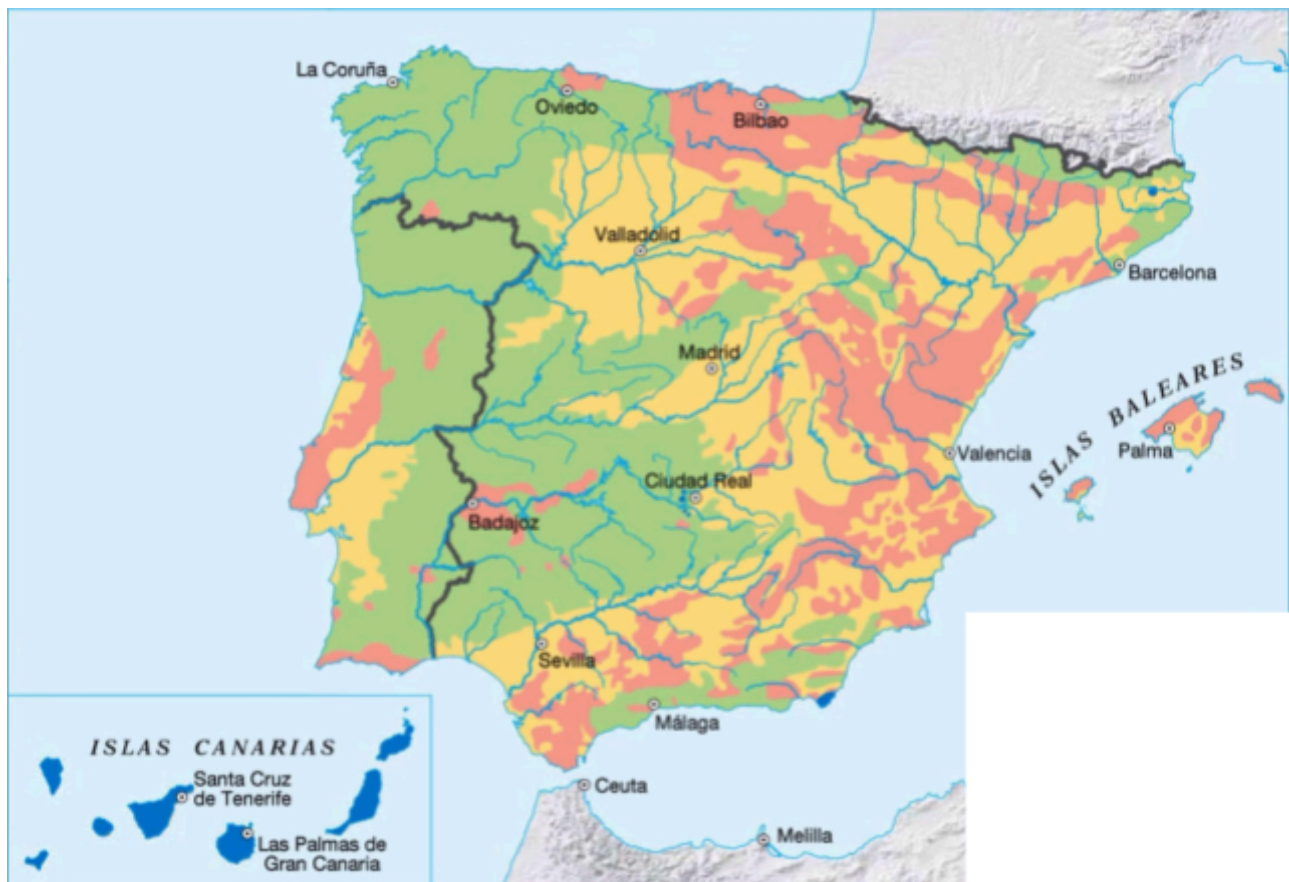 La Coruña
Oviedo
Bilbao
Valladolid
Barcelona
Madrid
ISLAS BALEARES
Palma
Valencia
Ciudad Real
Badajoz
Sevilla
Málaga
ISLAS CANARIAS
Santa Cruz
de Tenerife
Las Palmas de
Gran Canaria
Ceuta
Melilla